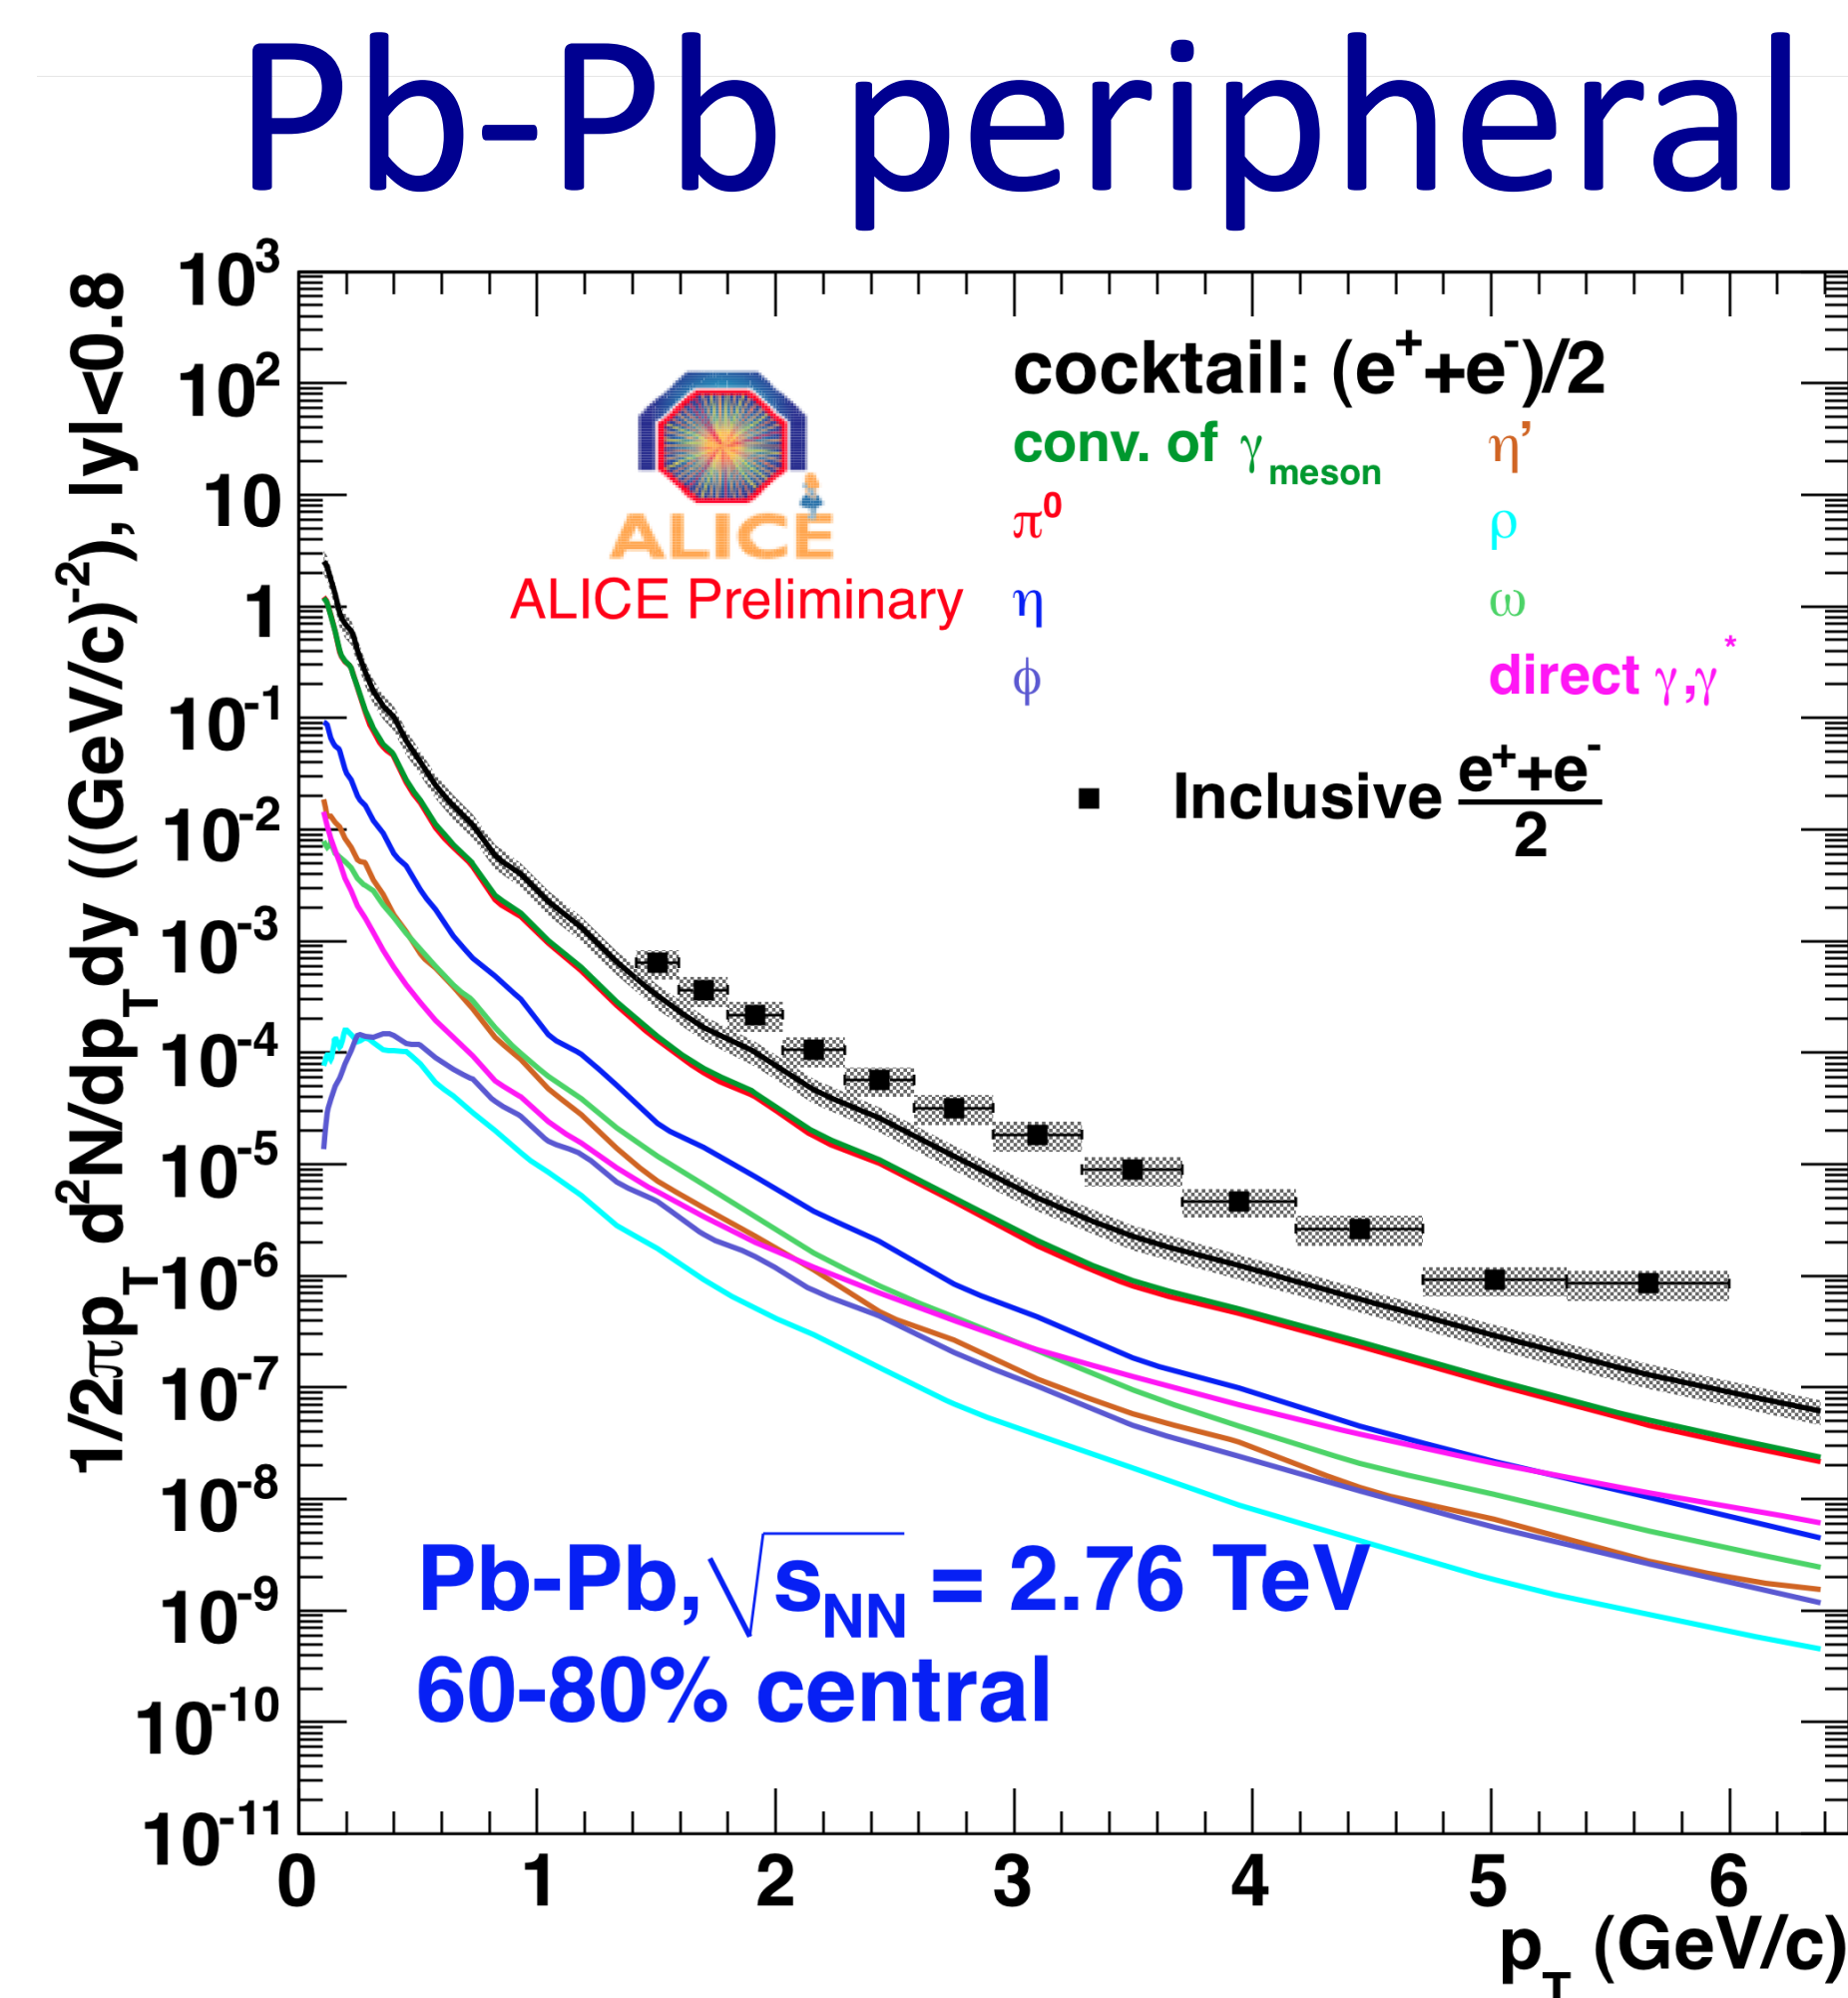 Pb-Pb peripheral
1/2πp_T d²N/dp_Tdy ((GeV/c)⁻²), |y|<0.8
10³
10²
10
1
10⁻¹
10⁻²
10⁻³
10⁻⁴
10⁻⁵
10⁻⁶
10⁻⁷
10⁻⁸
10⁻⁹
10⁻¹⁰
10⁻¹¹
ALICE
ALICE Preliminary
cocktail: (e⁺+e⁻)/2
conv. of γ_meson η’
π⁰ ρ
η ω
ϕ direct γ,γ*
Inclusive (e⁺+e⁻)/2
Pb-Pb, √s_NN = 2.76 TeV
60-80% central
0 1 2 3 4 5 6
p_T (GeV/c)